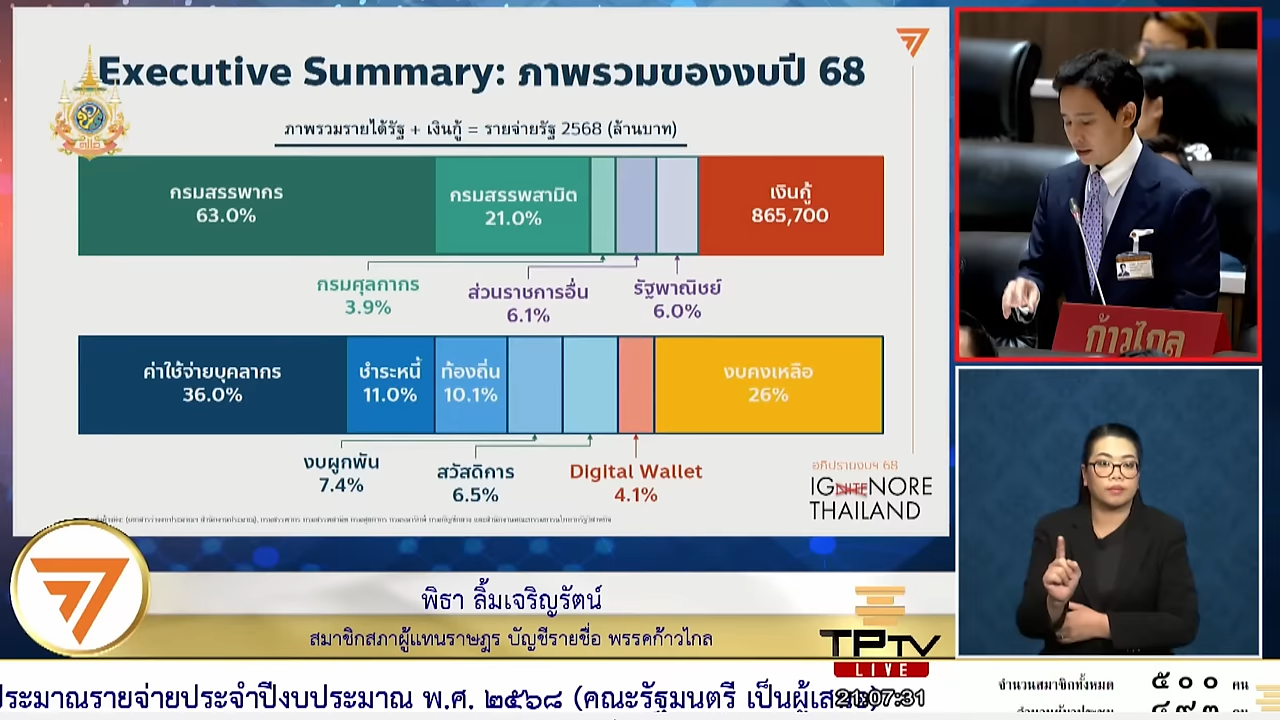 Executive Summary: ภาพรวมของงบปี 68
ภาพรวมรายได้รัฐ + เงินกู้ = รายจ่ายรัฐ 2568 (ล้านบาท)
กรมสรรพากร
63.0%
กรมสรรพสามิต
21.0%
เงินกู้
865,700
กรมศุลกากร
3.9%
ส่วนราชการอื่น
6.1%
รัฐพาณิชย์
6.0%
ค่าใช้จ่ายบุคลากร
36.0%
ชำระหนี้
11.0%
ท้องถิ่น
10.1%
งบคงเหลือ
26%
งบผูกพัน
7.4%
สวัสดิการ
6.5%
Digital Wallet
4.1%
อภิปรายงบฯ 68
IGNITENORE
THAILAND
ก้าวไกล
พิธา ลิ้มเจริญรัตน์
สมาชิกสภาผู้แทนราษฎร บัญชีรายชื่อ พรรคก้าวไกล
TPTV
LIVE
21:07:31
ประมาณรายจ่ายประจำปีงบประมาณ พ.ศ. ๒๕๖๘ (คณะรัฐมนตรี เป็นผู้เสนอ)
จำนวนสมาชิกทั้งหมด ๕๐๐ คน